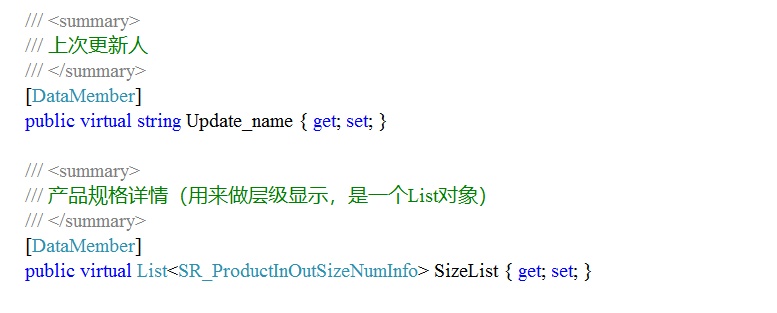 /// <summary>
/// 上次更新人
/// </summary>
[DataMember]
public virtual string Update_name { get; set; }
/// <summary>
/// 产品规格详情（用来做层级显示，是一个List对象）
/// </summary>
[DataMember]
public virtual List<SR_ProductInOutSizeNumInfo> SizeList { get; set; }